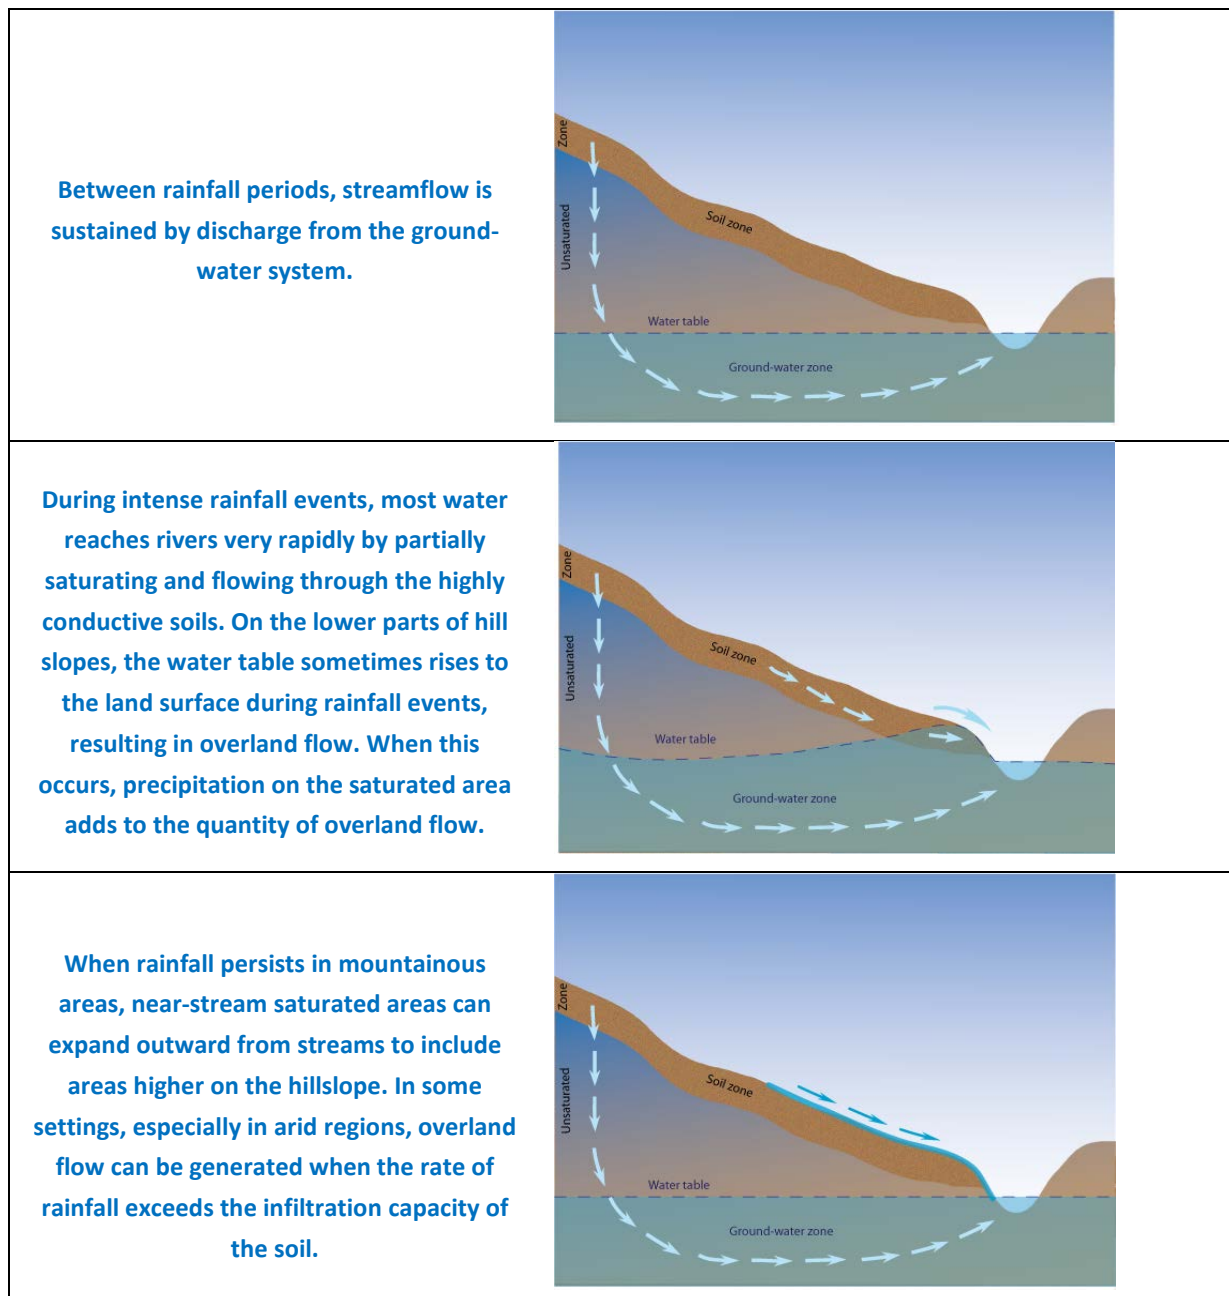 Between rainfall periods, streamflow is
sustained by discharge from the ground-
water system.
Zone
Unsaturated
Soil zone
Water table
Ground-water zone
During intense rainfall events, most water
reaches rivers very rapidly by partially
saturating and flowing through the highly
conductive soils. On the lower parts of hill
slopes, the water table sometimes rises to
the land surface during rainfall events,
resulting in overland flow. When this
occurs, precipitation on the saturated area
adds to the quantity of overland flow.
Zone
Unsaturated
Soil zone
Water table
Ground-water zone
When rainfall persists in mountainous
areas, near-stream saturated areas can
expand outward from streams to include
areas higher on the hillslope. In some
settings, especially in arid regions, overland
flow can be generated when the rate of
rainfall exceeds the infiltration capacity of
the soil.
Zone
Unsaturated
Soil zone
Water table
Ground-water zone